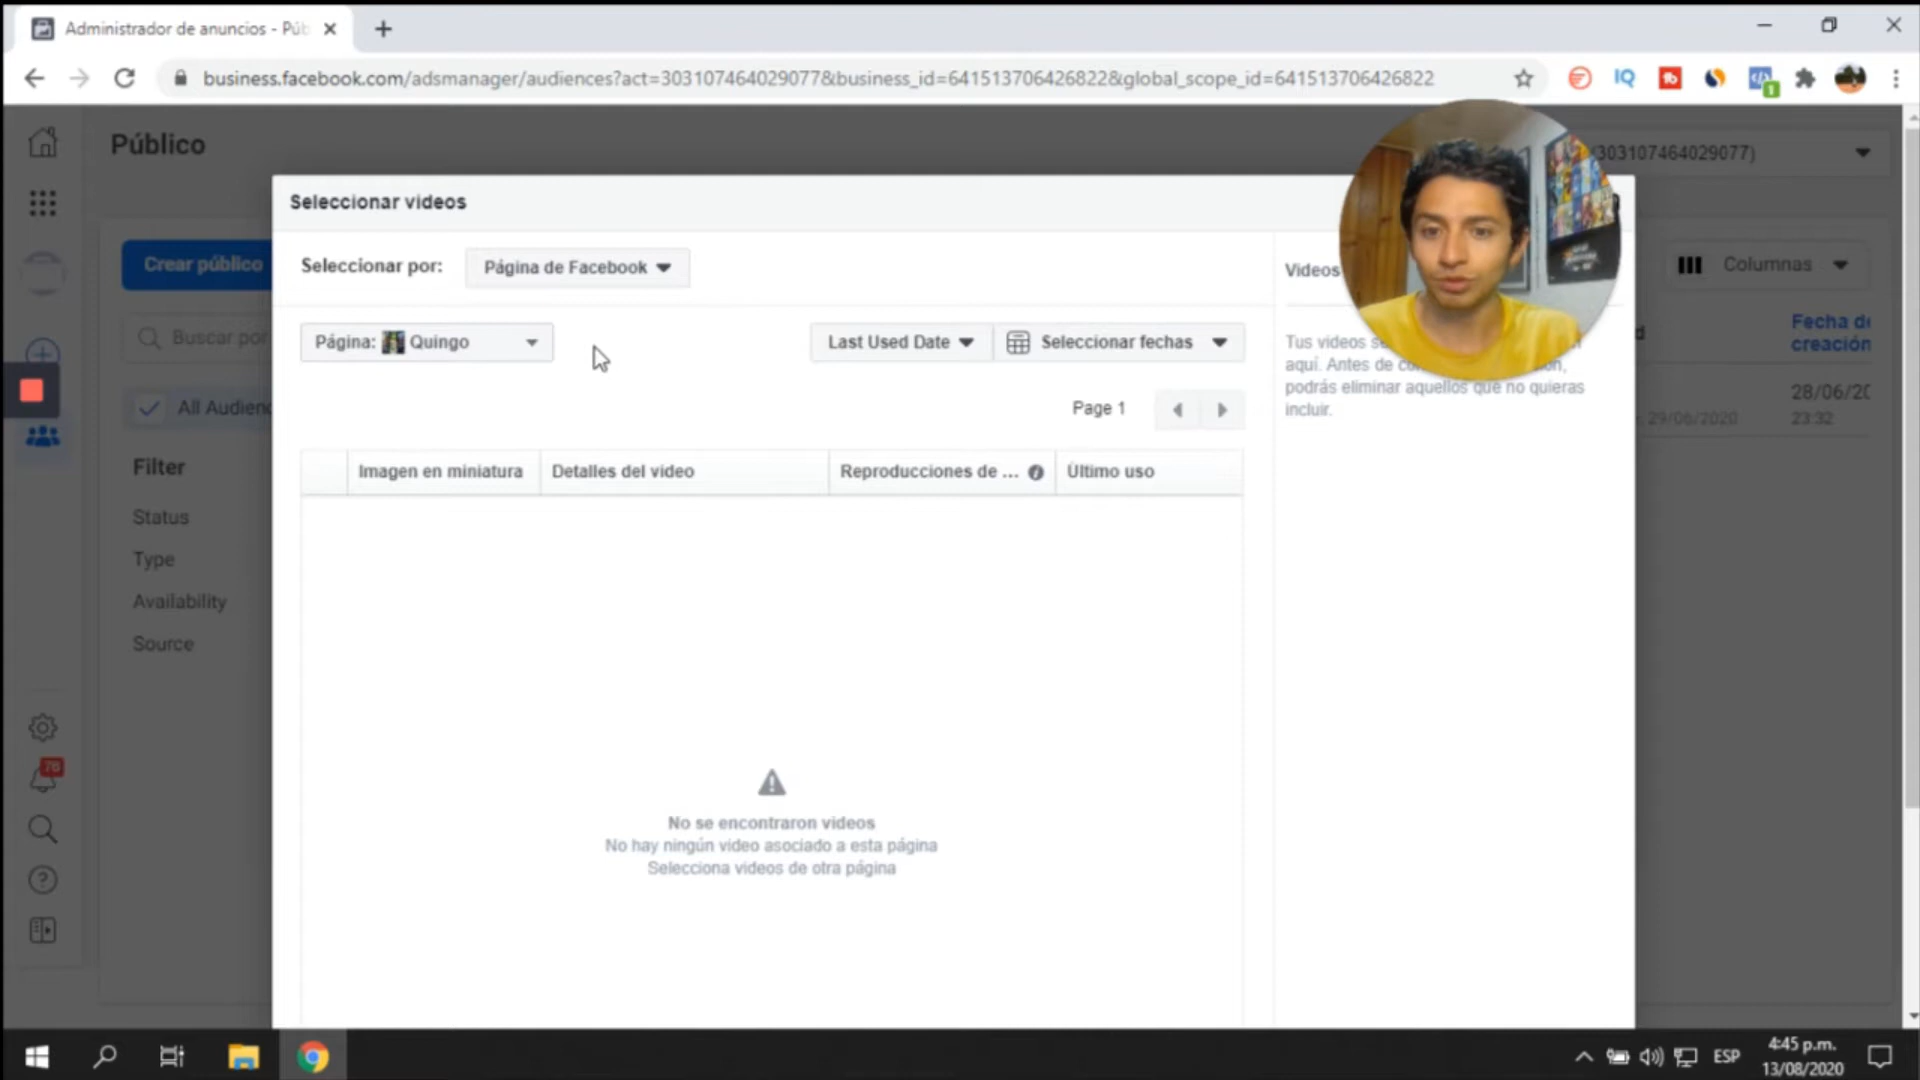 Administrador de anuncios - Púb
business.facebook.com/adsmanager/audiences?act=303107464029077&business_id=641513706426822&global_scope_id=641513706426822
1
Público
(303107464029077)
Seleccionar videos
Crear público
Seleccionar por:
Página de Facebook
Videos
Columnas
Buscar por
Página:
Quingo
Last Used Date
Seleccionar fechas
Fecha de
creación
Tus videos
aquí. Antes de
podrás eliminar aquellos que no quieras
incluir.
All Audien
Page 1
28/06/20
29/06/2020
23:32
Filter
Imagen en miniatura
Detalles del video
Reproducciones de ...
Último uso
Status
Type
Availability
Source
76
No se encontraron videos
No hay ningún video asociado a esta página
Selecciona videos de otra página
ESP
4:45 p.m.
13/08/2020